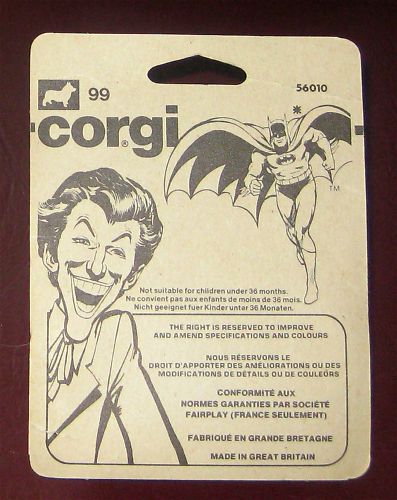 99
56010
corgi®
TM
Not suitable for children under 36 months.
Ne convient pas aux enfants de moins de 36 mois.
Nicht geeignet fuer Kinder unter 36 Monaten.
THE RIGHT IS RESERVED TO IMPROVE
AND AMEND SPECIFICATIONS AND COLOURS
NOUS RÉSERVONS LE
DROIT D'APPORTER DES AMÉLIORATIONS OU DES
MODIFICATIONS DE DÉTAILS OU DE COULEURS
CONFORMITÉ AUX
NORMES GARANTIES PAR SOCIÉTÉ
FAIRPLAY (FRANCE SEULEMENT)
FABRIQUÉ EN GRANDE BRETAGNE
MADE IN GREAT BRITAIN